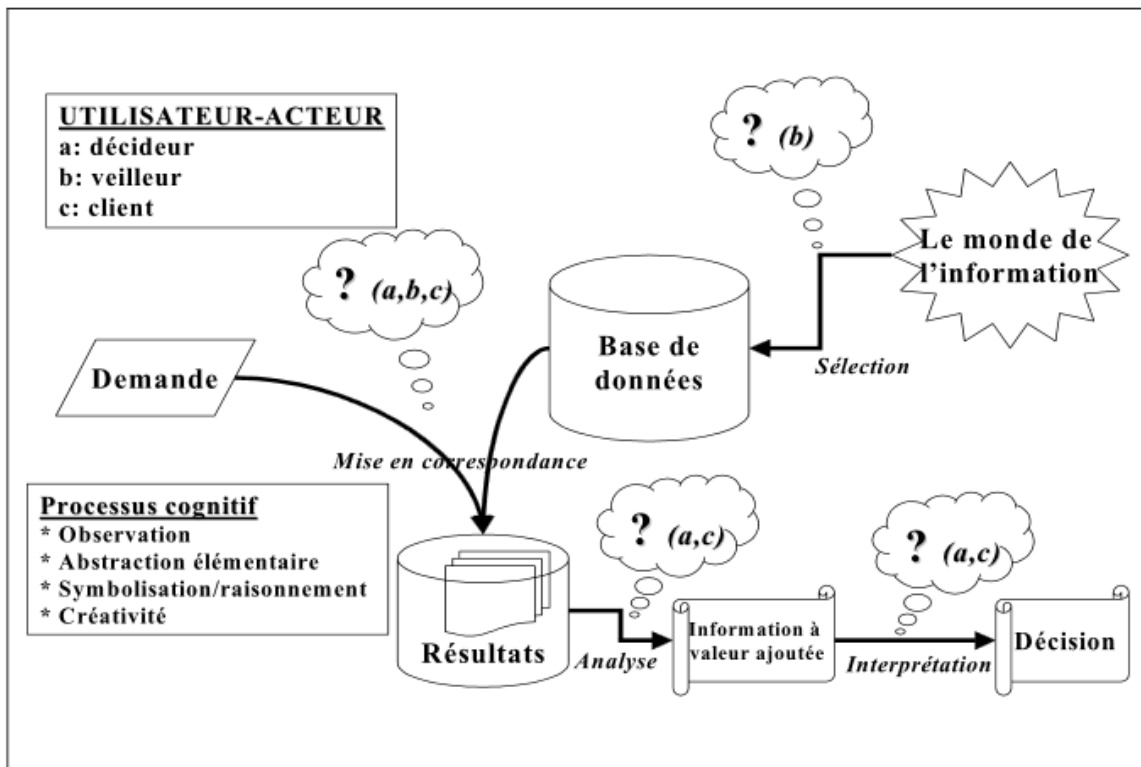 UTILISATEUR-ACTEUR
a: décideur
b: veilleur
c: client
? (b)
Le monde de
l'information
? (a,b,c)
Base de
données
Sélection
Demande
Mise en correspondance
Processus cognitif
* Observation
* Abstraction élémentaire
* Symbolisation/raisonnement
* Créativité
? (a,c)
? (a,c)
Résultats
Analyse
Information à
valeur ajoutée
Interprétation
Décision